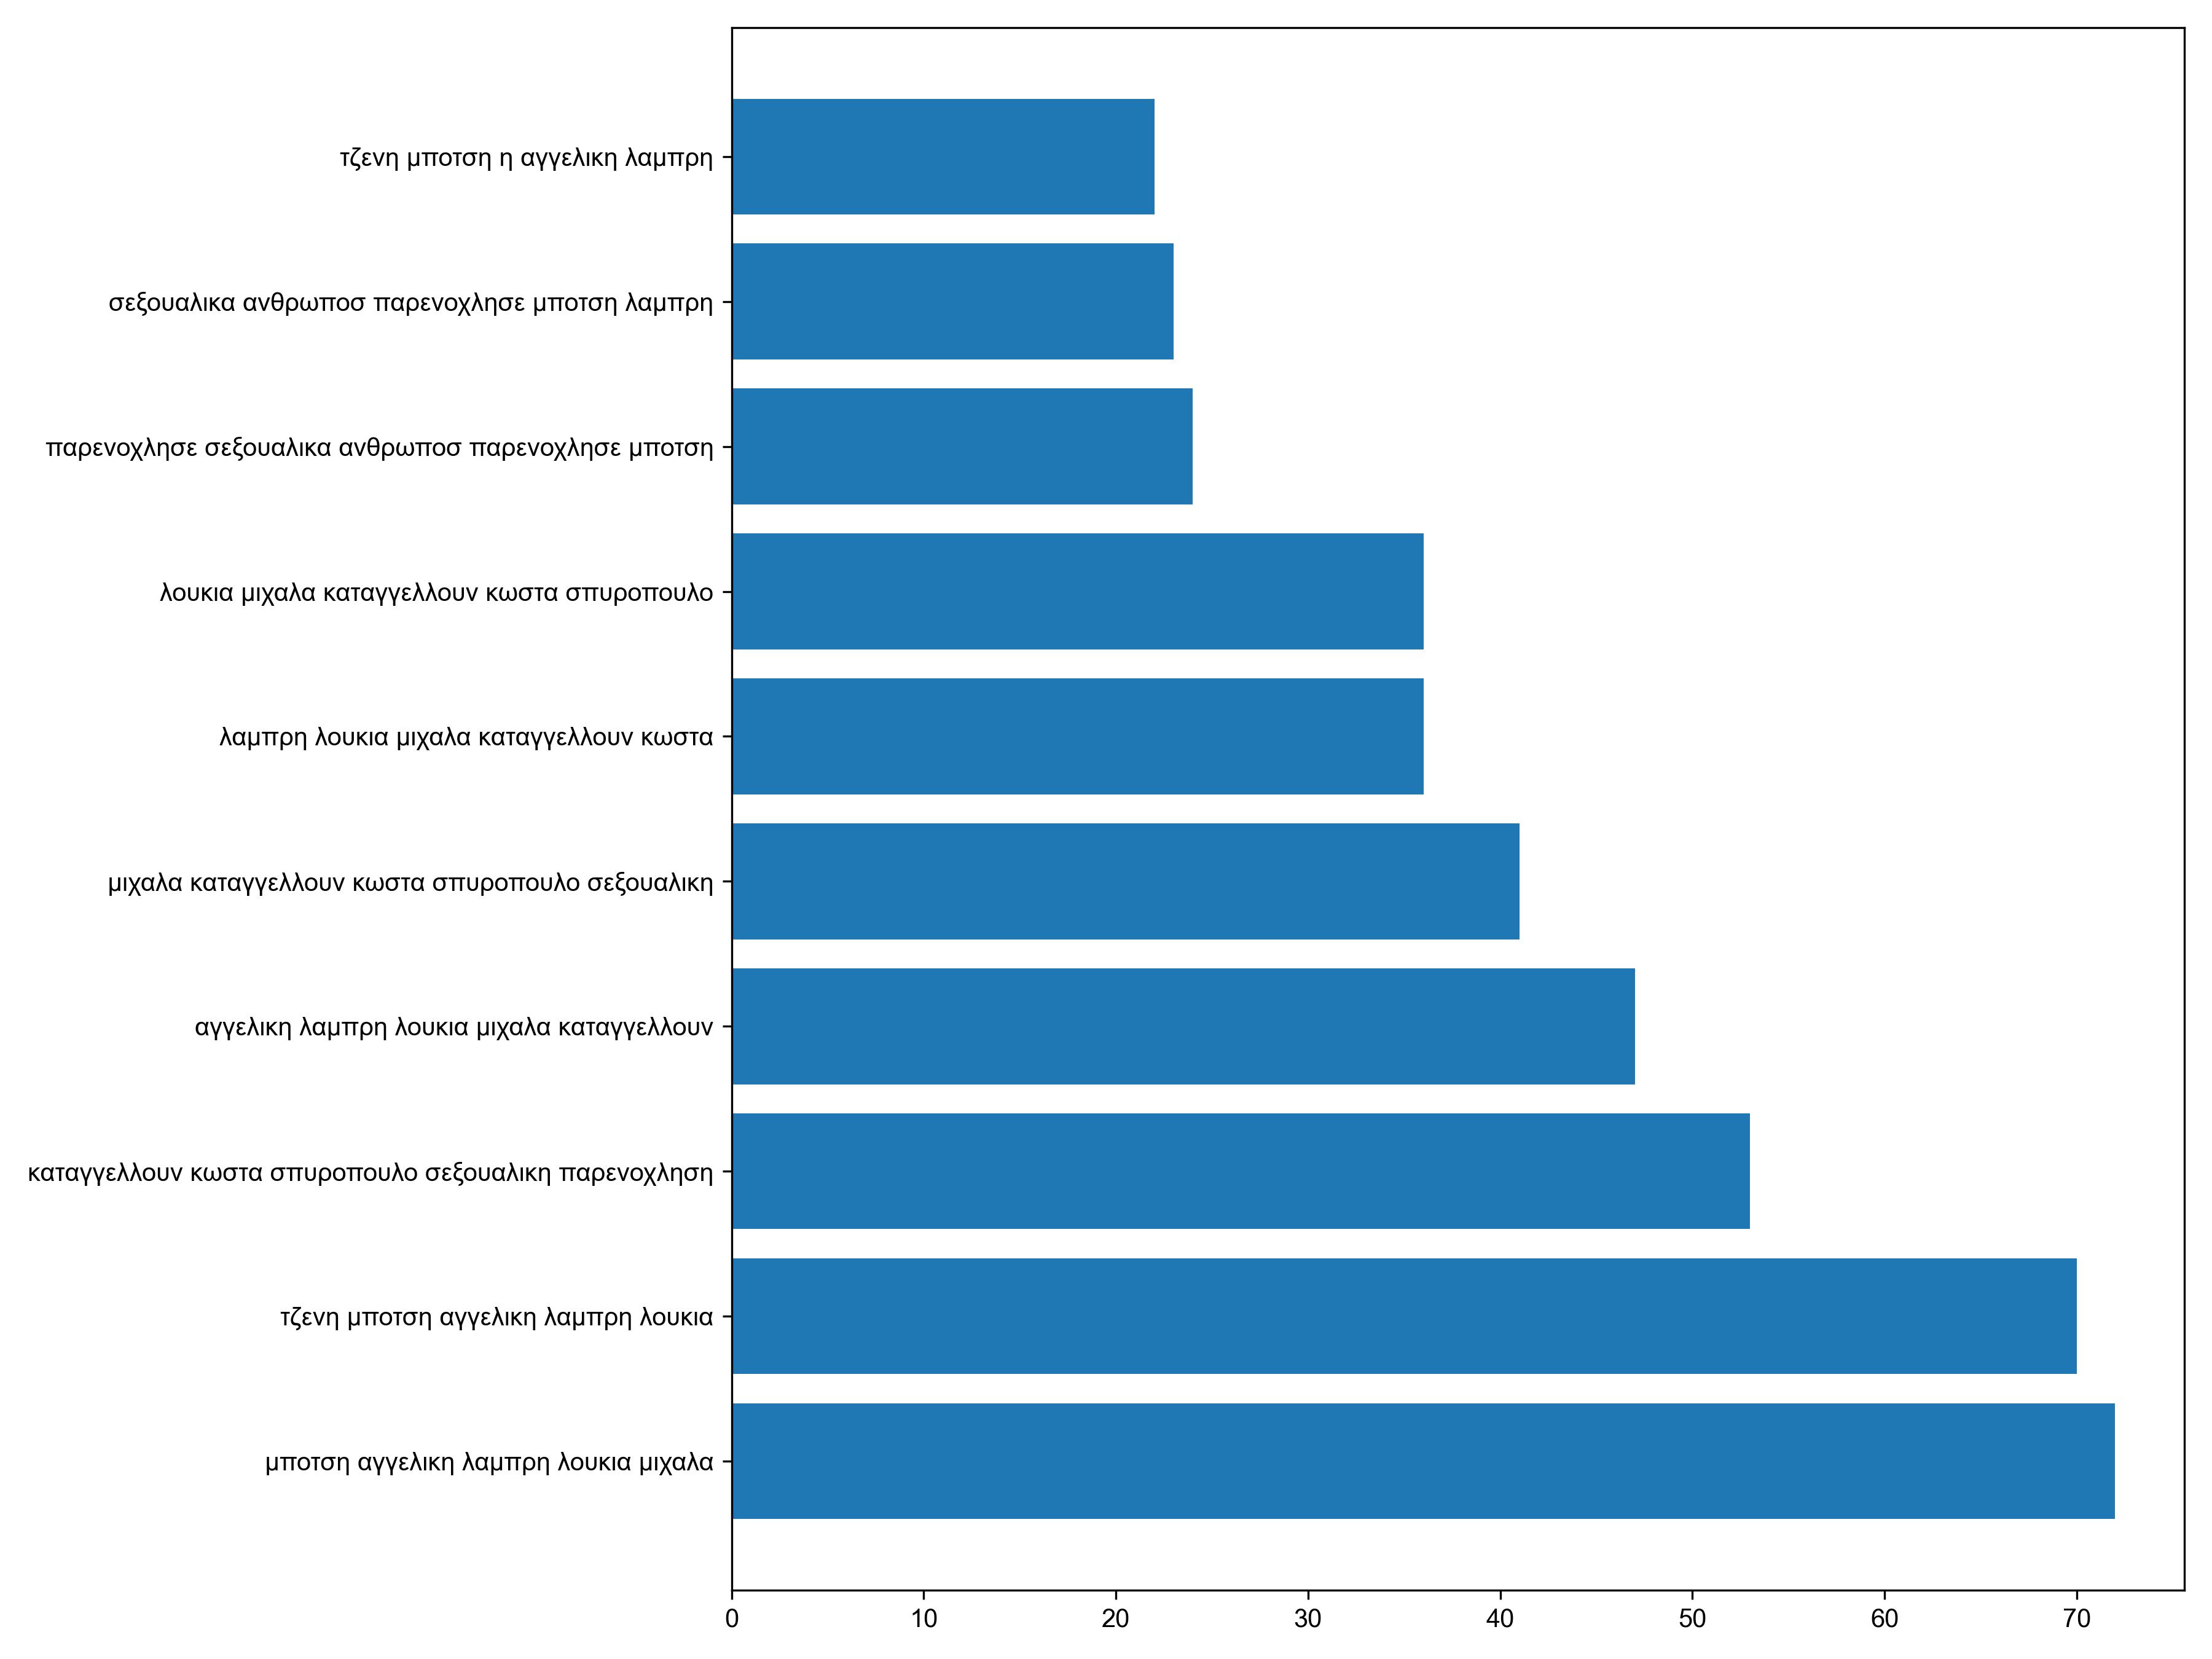 τζενη μποτση η αγγελικη λαμπρη
σεξουαλικα ανθρωποσ παρενοχλησε μποτση λαμπρη
παρενοχλησε σεξουαλικα ανθρωποσ παρενοχλησε μποτση
λουκια μιχαλα καταγγελλουν κωστα σπυροπουλο
λαμπρη λουκια μιχαλα καταγγελλουν κωστα
μιχαλα καταγγελλουν κωστα σπυροπουλο σεξουαλικη
αγγελικη λαμπρη λουκια μιχαλα καταγγελλουν
καταγγελλουν κωστα σπυροπουλο σεξουαλικη παρενοχληση
τζενη μποτση αγγελικη λαμπρη λουκια
μποτση αγγελικη λαμπρη λουκια μιχαλα
0 10 20 30 40 50 60 70